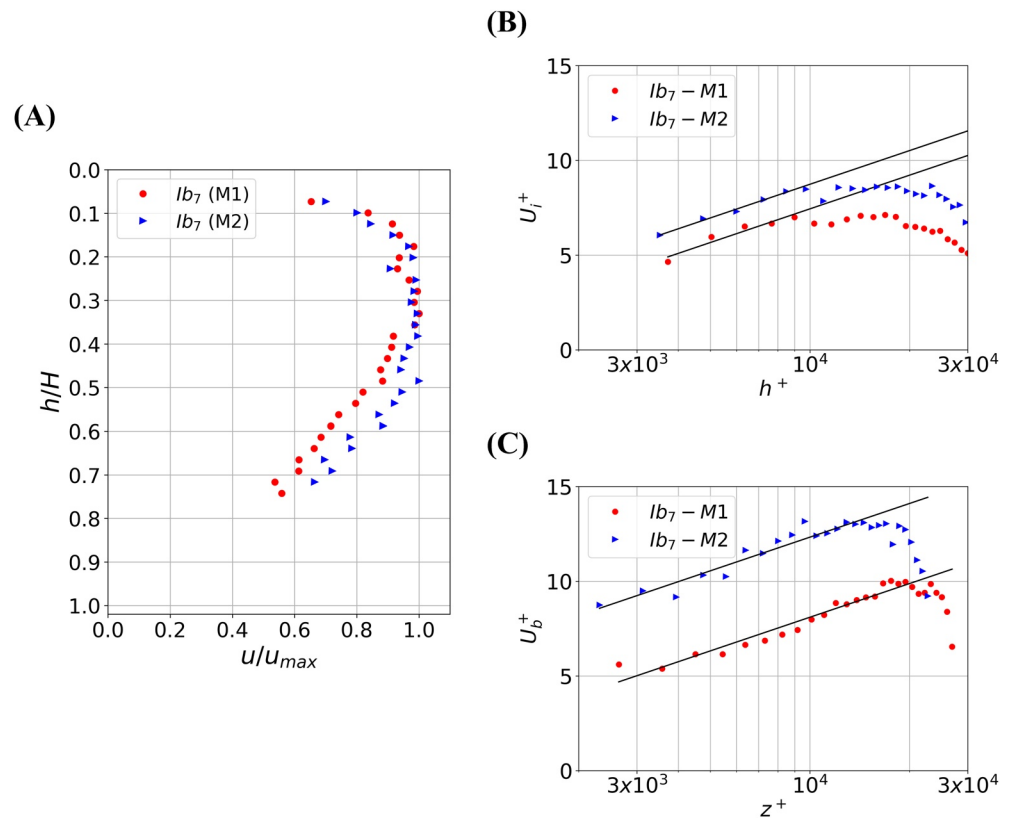 (A)
0.0
0.1
0.2
0.3
0.4
0.5
0.6
0.7
0.8
0.9
1.0
h/H
Ib₇ (M1)
Ib₇ (M2)
0.0 0.2 0.4 0.6 0.8 1.0
u/uₘₐₓ
(B)
15
10
5
0
Uᵢ⁺
Ib₇ − M1
Ib₇ − M2
3x10³ 10⁴ 3x10⁴
h⁺
(C)
15
10
5
0
U_b⁺
Ib₇ − M1
Ib₇ − M2
3x10³ 10⁴ 3x10⁴
z⁺